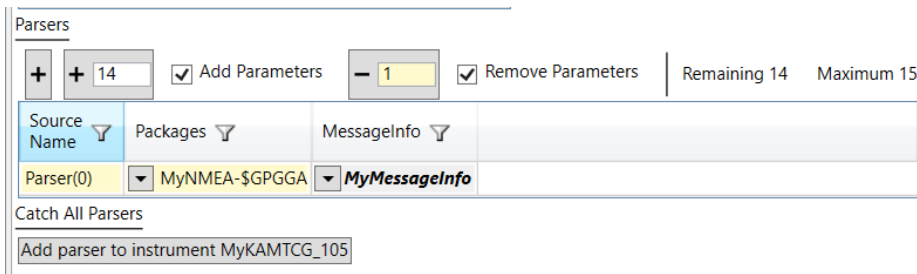 Parsers
+ + 14 Add Parameters − 1 Remove Parameters Remaining 14 Maximum 15
Source Name Packages MessageInfo
Parser(0) MyNMEA-$GPGGA MyMessageInfo
Catch All Parsers
Add parser to instrument MyKAMTCG_105